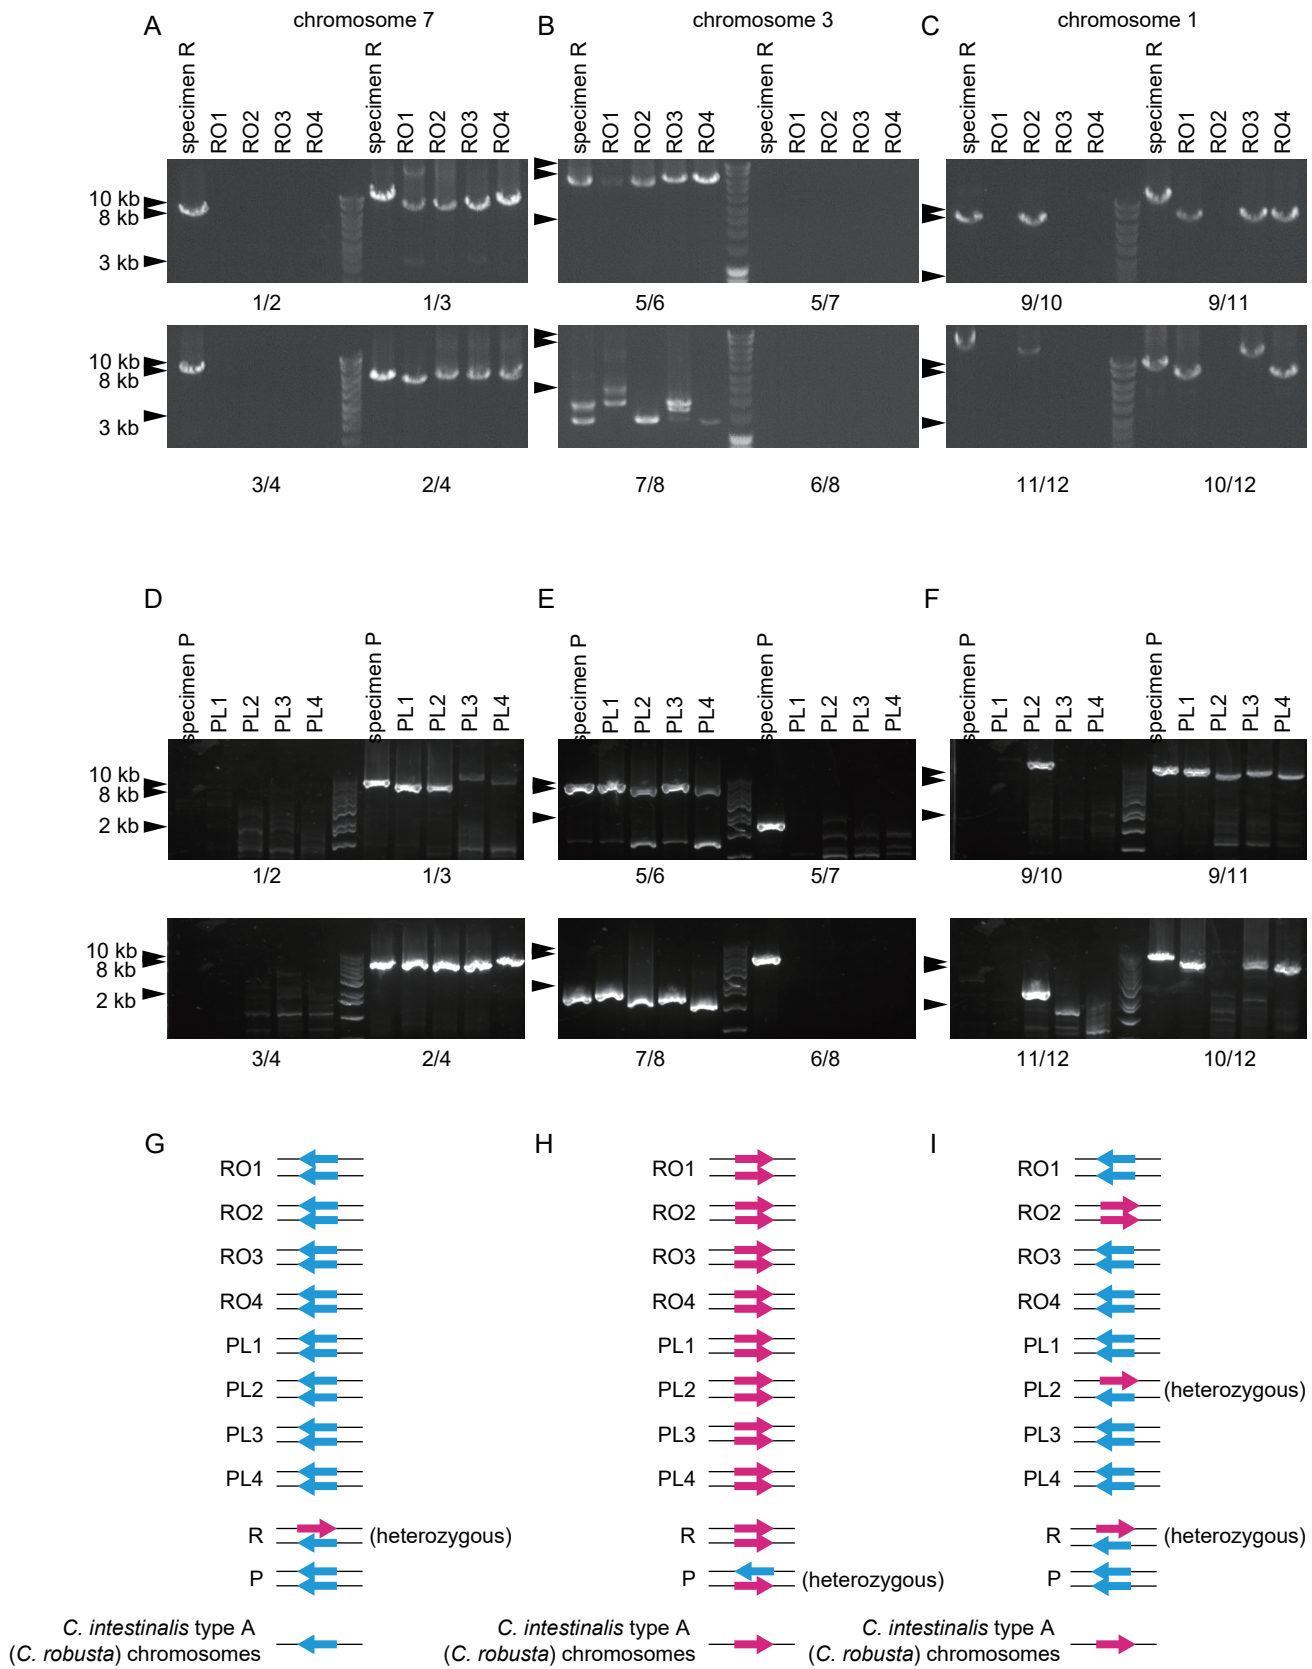 A
chromosome 7
B
chromosome 3
C
chromosome 1
specimen R
RO1
RO2
RO3
RO4
specimen R
RO1
RO2
RO3
RO4
specimen R
RO1
RO2
RO3
RO4
specimen R
RO1
RO2
RO3
RO4
specimen R
RO1
RO2
RO3
RO4
specimen R
RO1
RO2
RO3
RO4
10 kb
8 kb
3 kb
1/2
1/3
5/6
5/7
9/10
9/11
10 kb
8 kb
3 kb
3/4
2/4
7/8
6/8
11/12
10/12
D
E
F
specimen P
PL1
PL2
PL3
PL4
specimen P
PL1
PL2
PL3
PL4
specimen P
PL1
PL2
PL3
PL4
specimen P
PL1
PL2
PL3
PL4
specimen P
PL1
PL2
PL3
PL4
specimen P
PL1
PL2
PL3
PL4
10 kb
8 kb
2 kb
1/2
1/3
5/6
5/7
9/10
9/11
10 kb
8 kb
2 kb
3/4
2/4
7/8
6/8
11/12
10/12
G
RO1
RO2
RO3
RO4
PL1
PL2
PL3
PL4
R (heterozygous)
P
C. intestinalis type A
(C. robusta) chromosomes
H
RO1
RO2
RO3
RO4
PL1
PL2
PL3
PL4
R
P (heterozygous)
C. intestinalis type A
(C. robusta) chromosomes
I
RO1
RO2
RO3
RO4
PL1
PL2 (heterozygous)
PL3
PL4
R (heterozygous)
P
C. intestinalis type A
(C. robusta) chromosomes